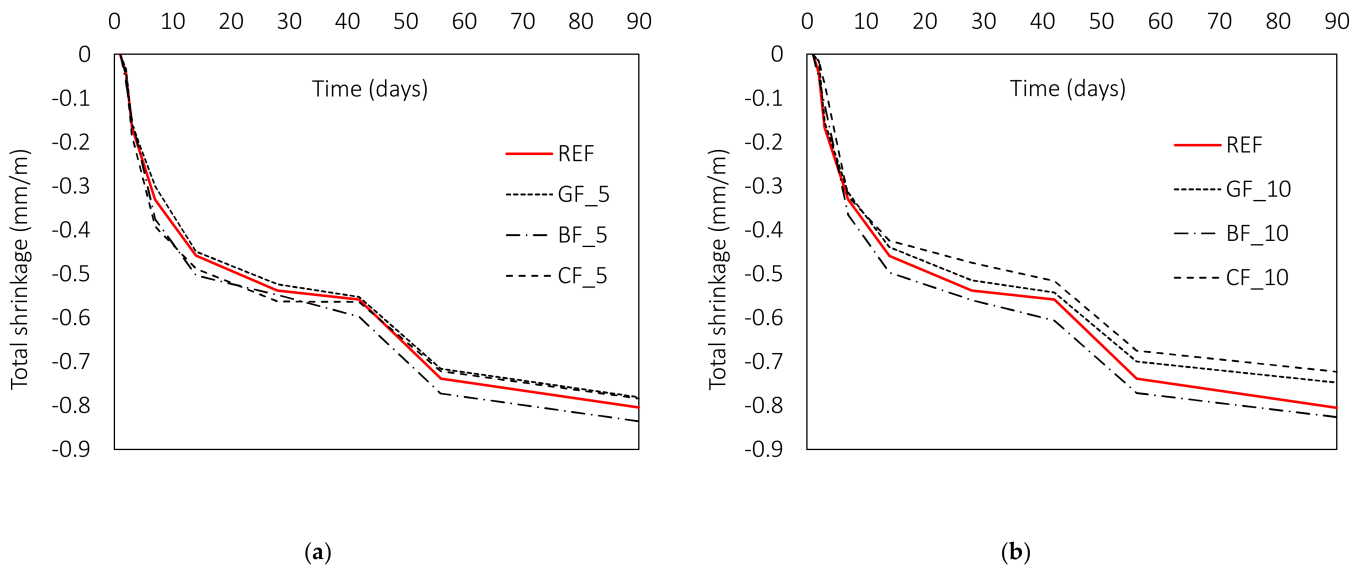 0 10 20 30 40 50 60 70 80 90
0
-0.1
-0.2
-0.3
-0.4
-0.5
-0.6
-0.7
-0.8
-0.9
Total shrinkage (mm/m)
Time (days)
REF
GF_5
BF_5
CF_5
(a)
0 10 20 30 40 50 60 70 80 90
0
-0.1
-0.2
-0.3
-0.4
-0.5
-0.6
-0.7
-0.8
-0.9
Total shrinkage (mm/m)
Time (days)
REF
GF_10
BF_10
CF_10
(b)